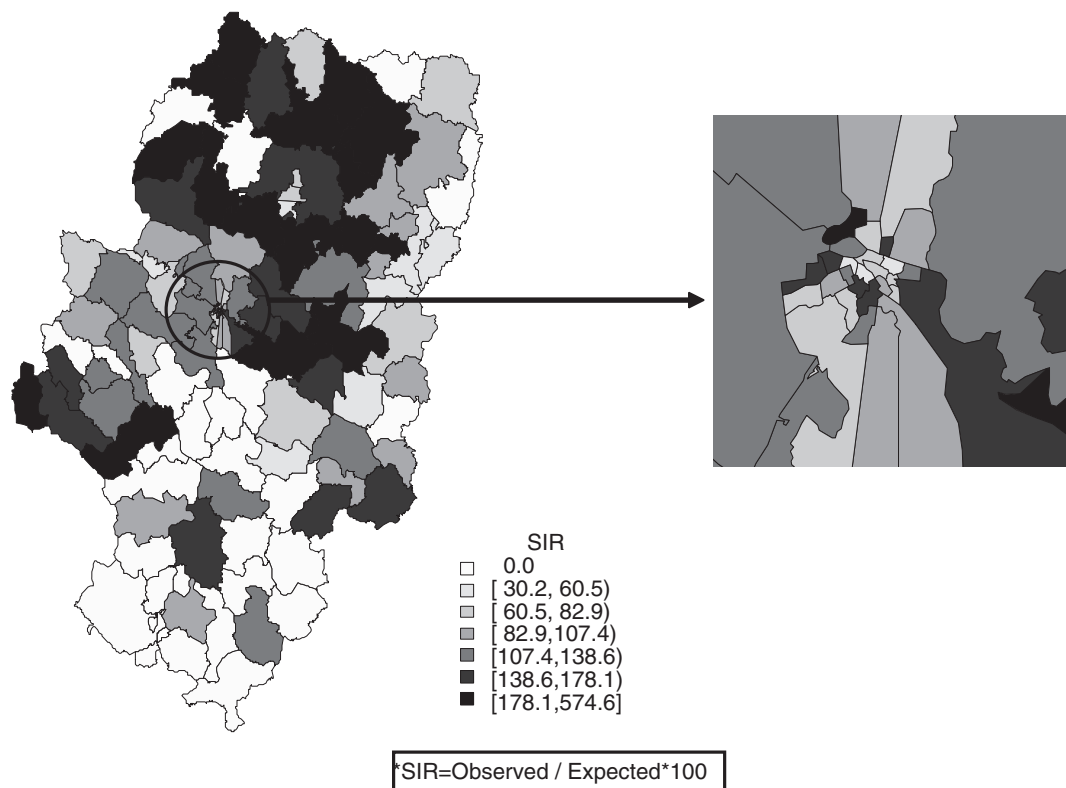 SIR
0.0
[ 30.2, 60.5)
[ 60.5, 82.9)
[ 82.9,107.4)
[107.4,138.6)
[138.6,178.1)
[178.1,574.6]
*SIR=Observed / Expected*100